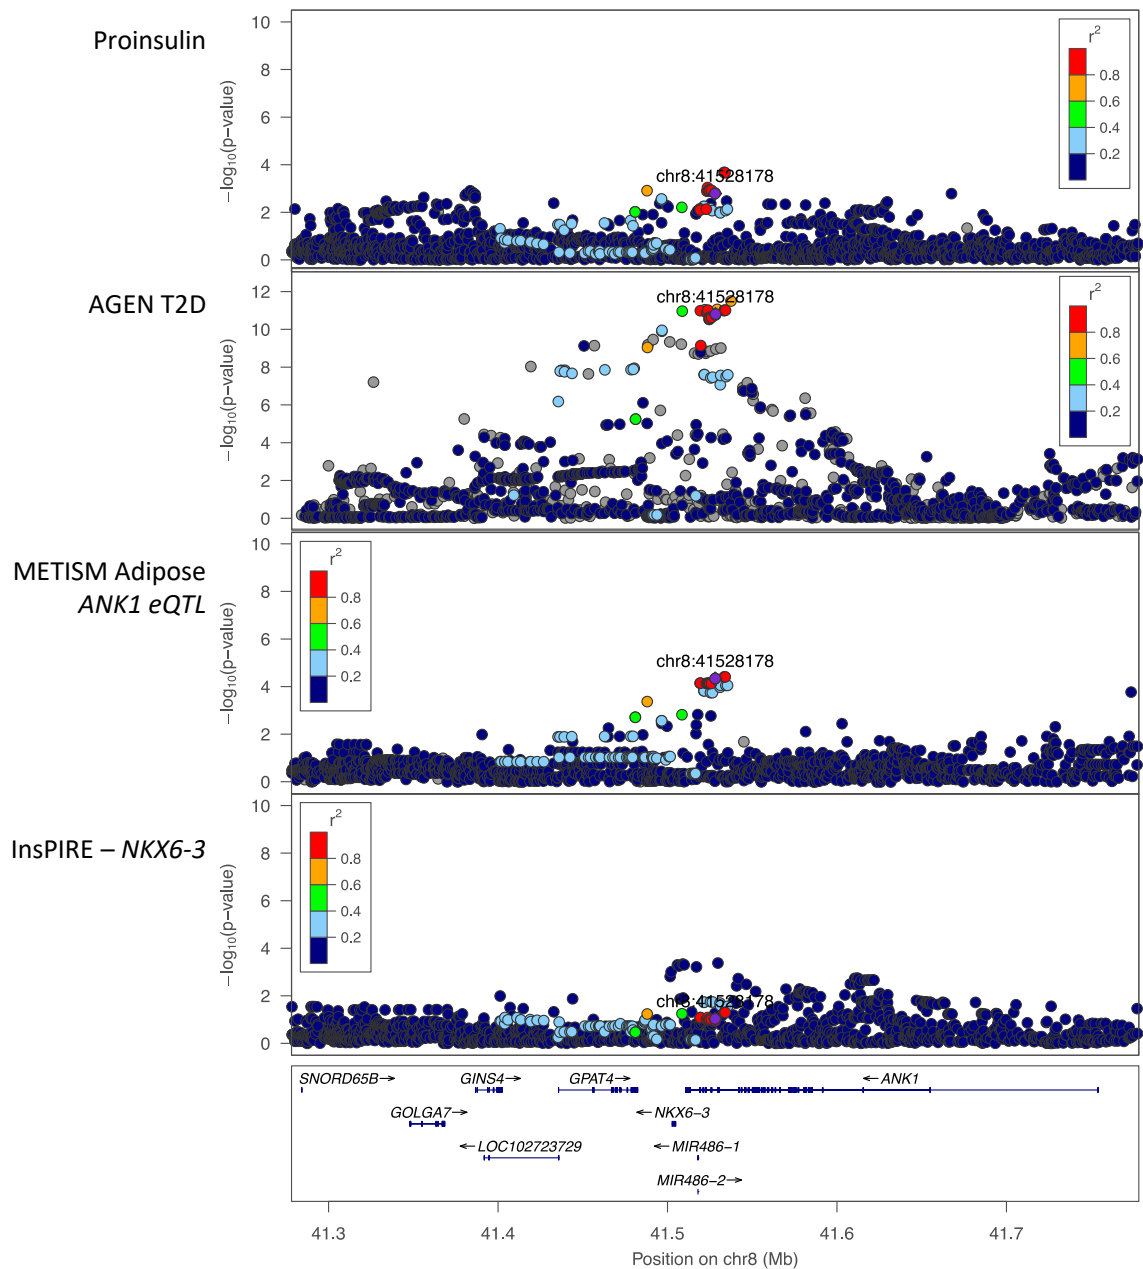 Proinsulin
−log10(p−value)
10
8
6
4
2
0
chr8:41528178
r2
0.8
0.6
0.4
0.2
AGEN T2D
−log10(p−value)
12
10
8
6
4
2
0
chr8:41528178
r2
0.8
0.6
0.4
0.2
METISM Adipose
ANK1 eQTL
−log10(p−value)
10
8
6
4
2
0
r2
0.8
0.6
0.4
0.2
chr8:41528178
InsPIRE – NKX6-3
−log10(p−value)
10
8
6
4
2
0
r2
0.8
0.6
0.4
0.2
chr8:41528178
SNORD65B→ GINS4→ GPAT4→ ←ANK1
GOLGA7→ ←NKX6−3
←LOC102723729 ←MIR486−1
MIR486−2→
41.3 41.4 41.5 41.6 41.7
Position on chr8 (Mb)